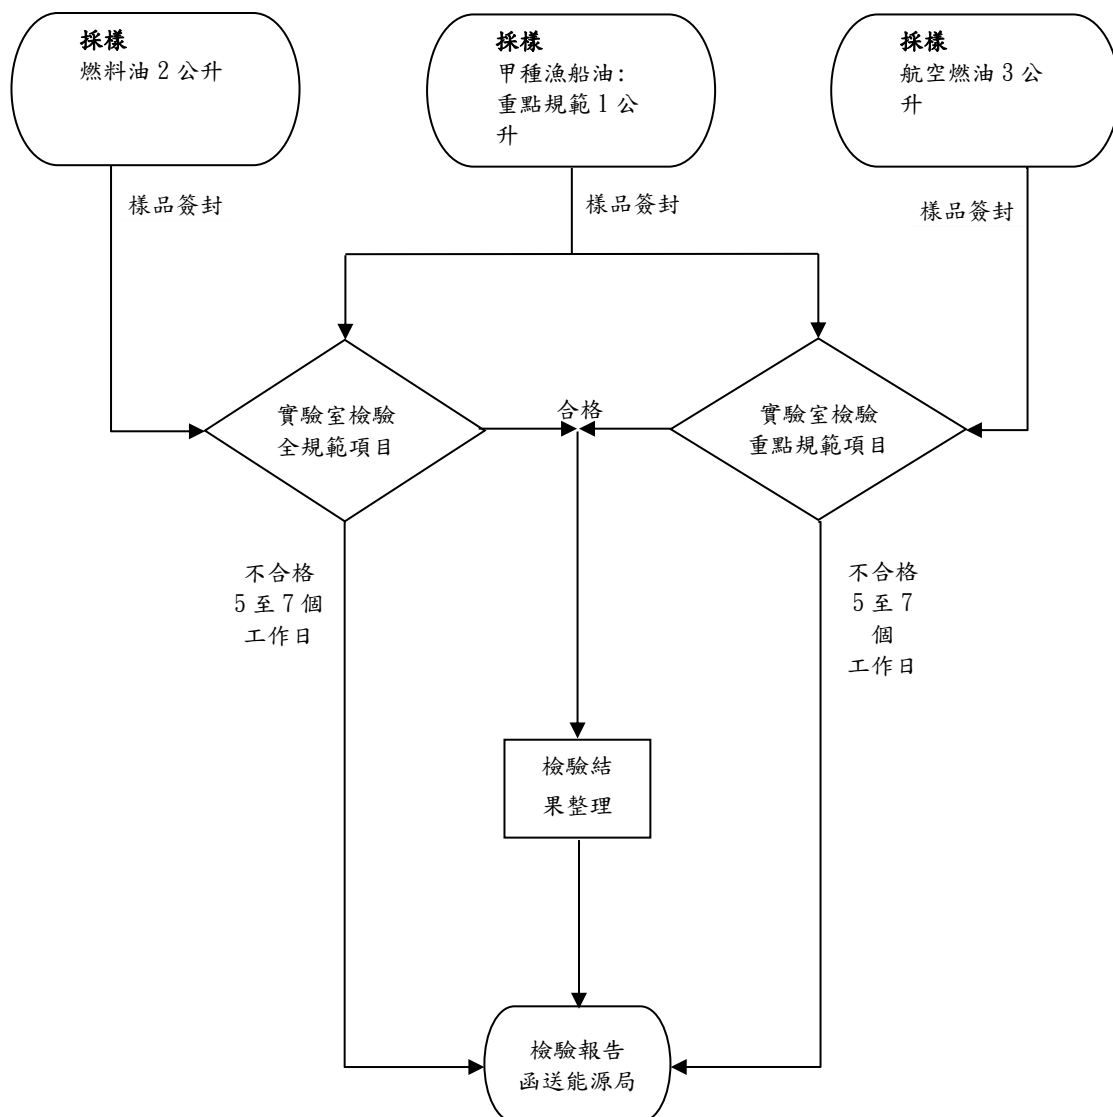 採樣
燃料油 2 公升
採樣
甲種漁船油:
重點規範 1 公
升
採樣
航空燃油 3 公
升
樣品簽封
樣品簽封
樣品簽封
實驗室檢驗
全規範項目
合格
實驗室檢驗
重點規範項目
不合格
5 至 7 個
工作日
不合格
5 至 7
個
工作日
檢驗結
果整理
檢驗報告
函送能源局